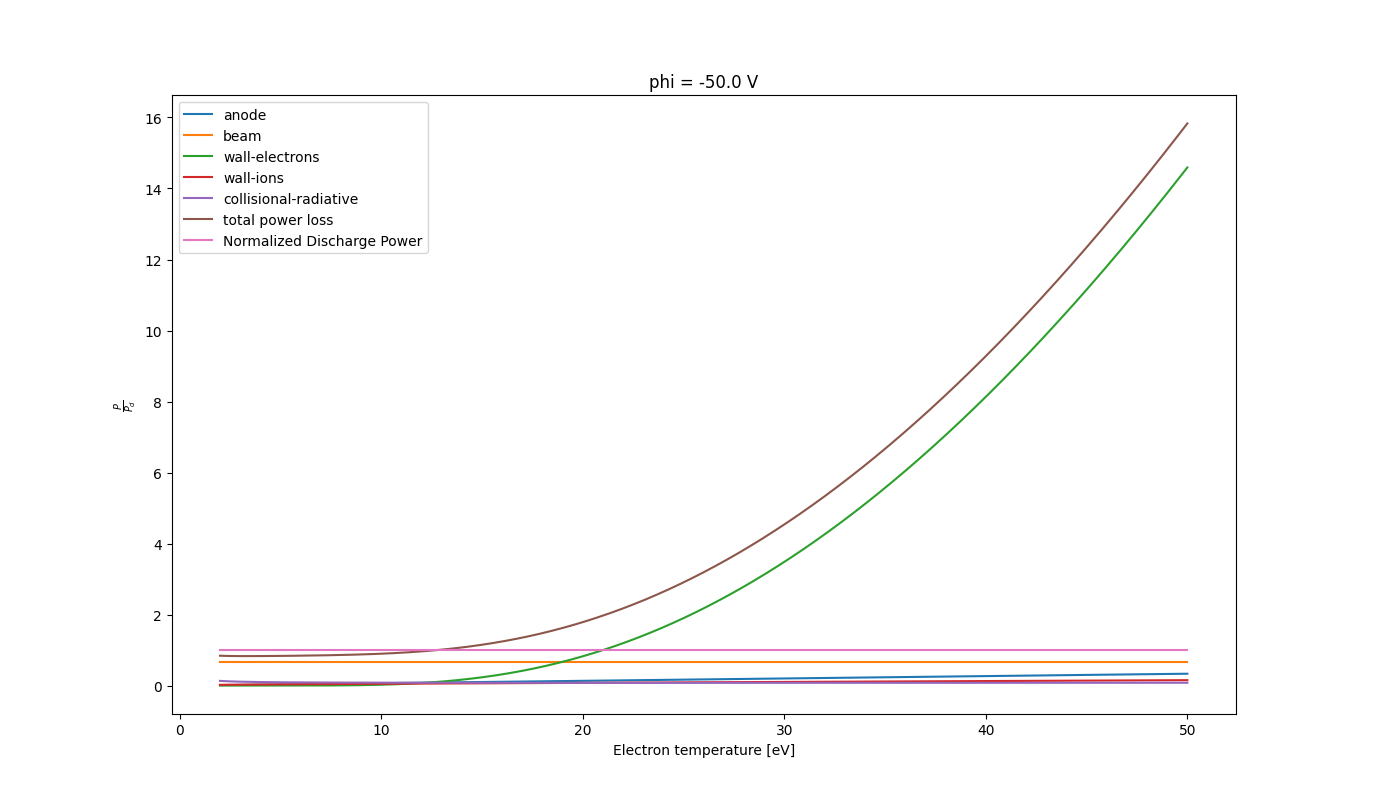 phi = -50.0 V
anode
beam
wall-electrons
wall-ions
collisional-radiative
total power loss
Normalized Discharge Power
16
14
12
10
8
6
4
2
0
P
P_d
0 10 20 30 40 50
Electron temperature [eV]